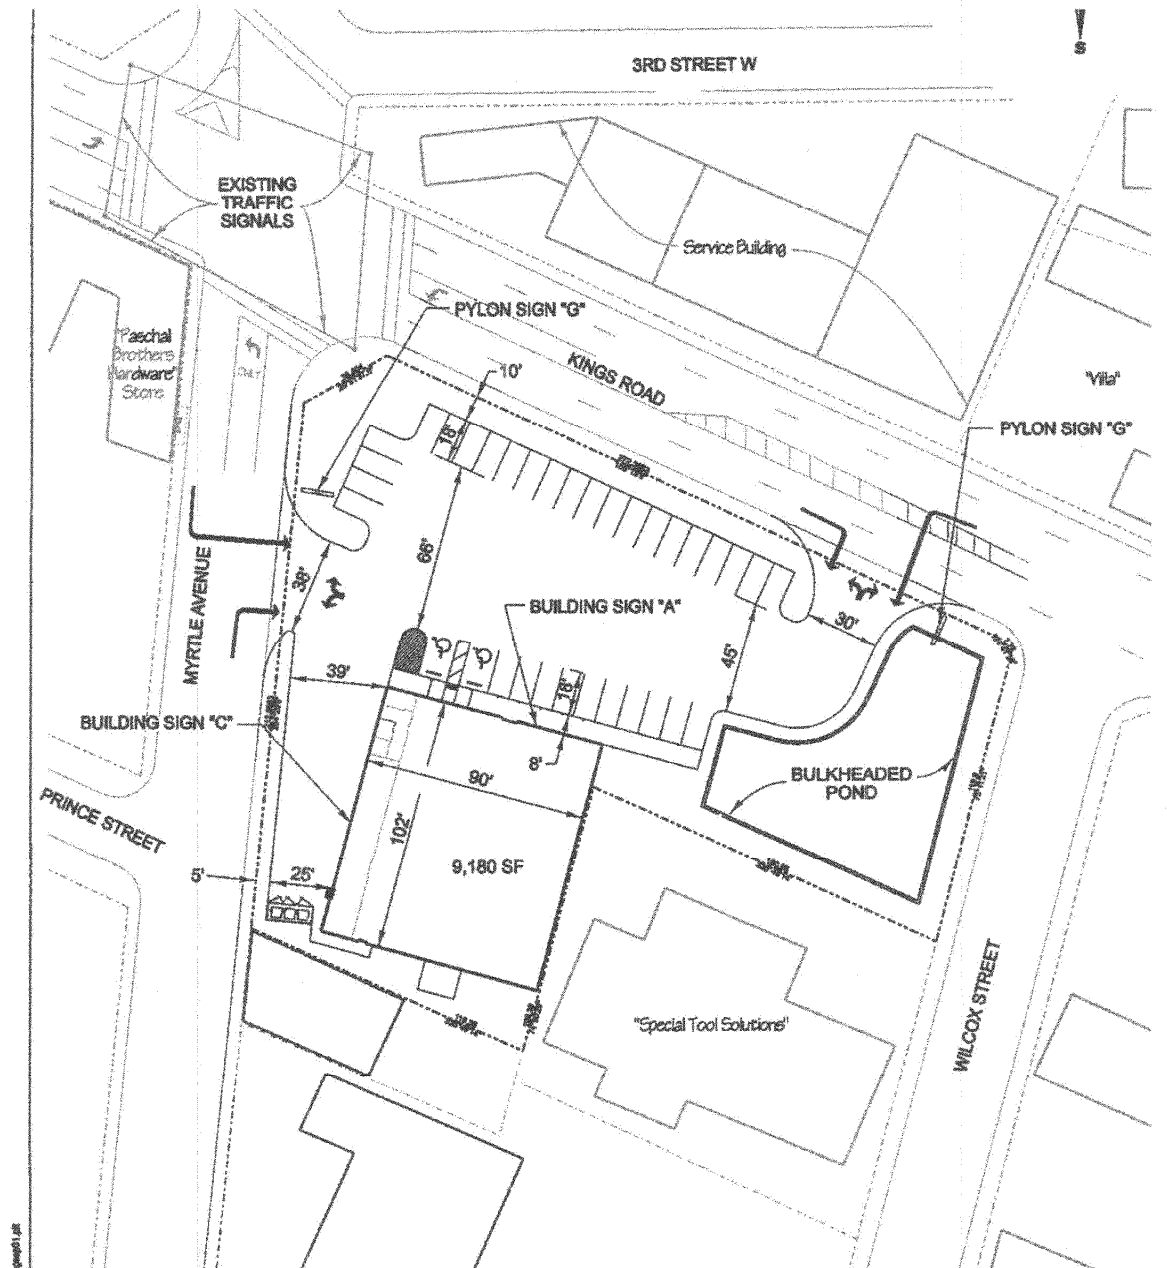 S
3RD STREET W
EXISTING
TRAFFIC
SIGNALS
Service Building
PYLON SIGN "G"
Paschal
Brothers
Hardware"
Store
KINGS ROAD
"Villa"
10'
18'
PYLON SIGN "G"
66'
38'
MYRTLE AVENUE
BUILDING SIGN "A"
30'
45'
39'
18'
BUILDING SIGN "C"
8'
90'
BULKHEADED
POND
PRINCE STREET
102'
9,180 SF
5'
25'
"Special Tool Solutions"
WILCOX STREET